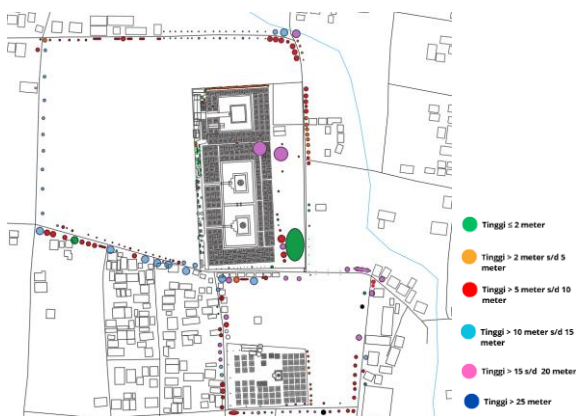 Tinggi ≤ 2 meter
Tinggi > 2 meter s/d 5
meter
Tinggi > 5 meter s/d 10
meter
Tinggi > 10 meter s/d 15
meter
Tinggi > 15 s/d 20 meter
Tinggi > 25 meter